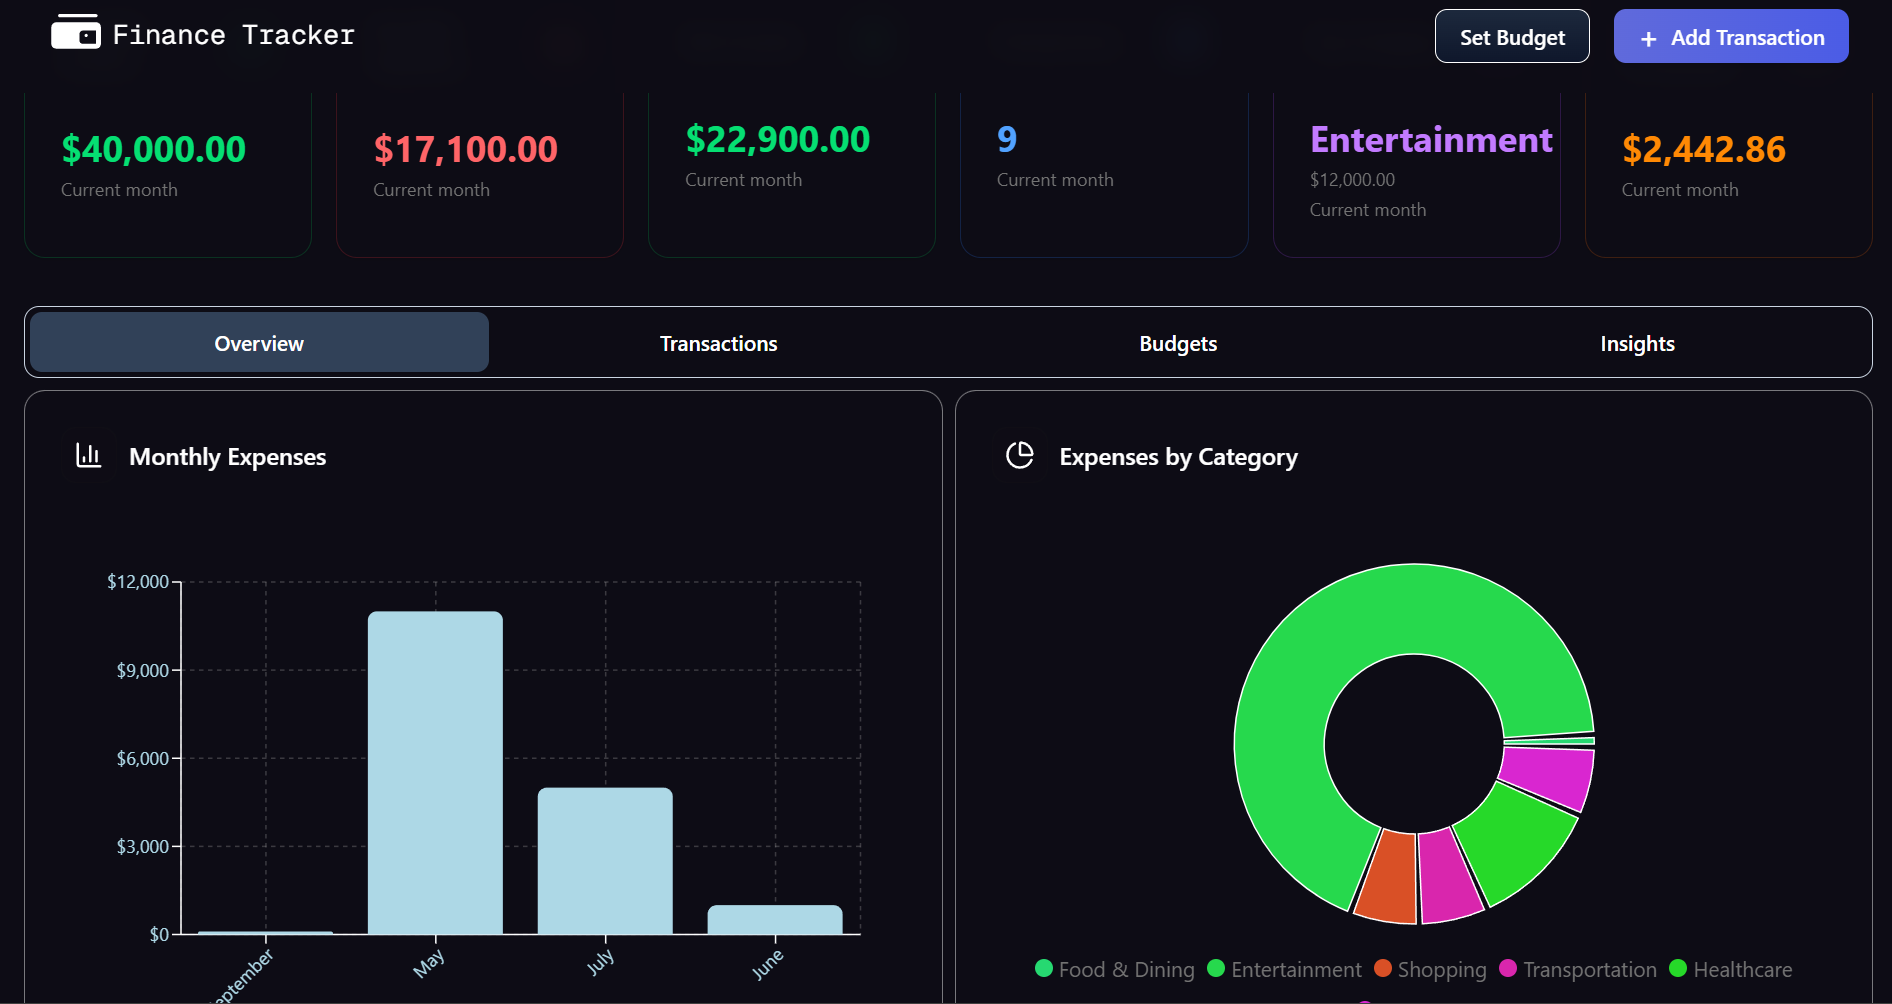 Finance Tracker
Set Budget
+ Add Transaction
$40,000.00
Current month
$17,100.00
Current month
$22,900.00
Current month
9
Current month
Entertainment
$12,000.00
Current month
$2,442.86
Current month
Overview
Transactions
Budgets
Insights
Monthly Expenses
$12,000
$9,000
$6,000
$3,000
$0
eptember
May
July
June
Expenses by Category
Food & Dining
Entertainment
Shopping
Transportation
Healthcare